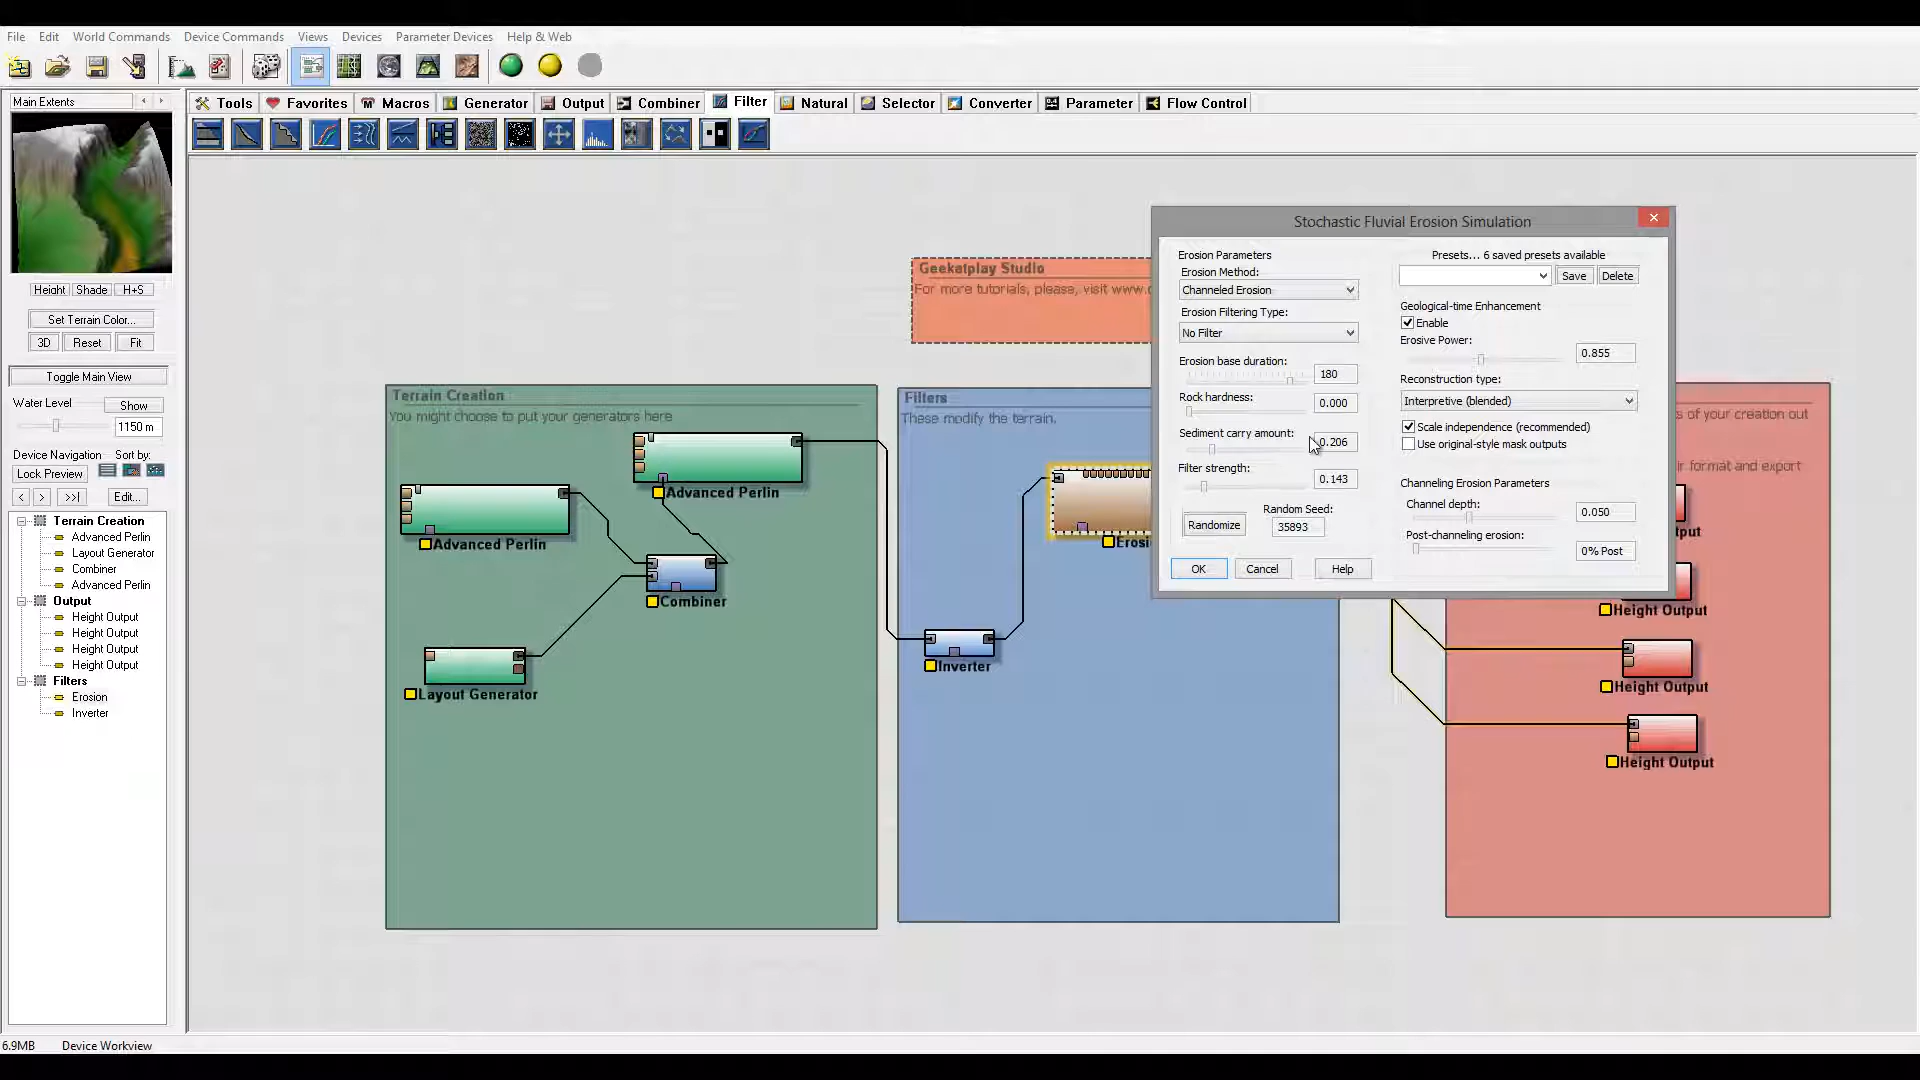 File Edit World Commands Device Commands Views Devices Parameter Devices Help & Web
Main Extents
Tools Favorites Macros Generator Output Combiner Filter Natural Selector Converter Parameter Flow Control
Height Shade H+S
Set Terrain Color...
3D Reset Fit
Toggle Main View
Water Level Show
1150 m
Device Navigation Sort by:
Lock Preview
< > >>| Edit...
Terrain Creation
Advanced Perlin
Layout Generator
Combiner
Advanced Perlin
Output
Height Output
Height Output
Height Output
Height Output
Filters
Erosion
Inverter
Geekatplay Studio
For more tutorials, please, visit www.
Terrain Creation
You might choose to put your generators here
Advanced Perlin
Advanced Perlin
Combiner
Layout Generator
Filters
These modify the terrain.
Erosi
Inverter
Stochastic Fluvial Erosion Simulation
Erosion Parameters
Erosion Method:
Channeled Erosion
Erosion Filtering Type:
No Filter
Erosion base duration:
180
Rock hardness:
0.000
Sediment carry amount:
0.206
Filter strength:
0.143
Randomize
Random Seed:
35893
OK Cancel Help
Presets... 6 saved presets available
Save Delete
Geological-time Enhancement
Enable
Erosive Power:
0.855
Reconstruction type:
Interpretive (blended)
Scale independence (recommended)
Use original-style mask outputs
Channeling Erosion Parameters
Channel depth:
0.050
Post-channeling erosion:
0% Post
s of your creation out
ir format and export
tput
Height Output
Height Output
Height Output
6.9MB Device Workview